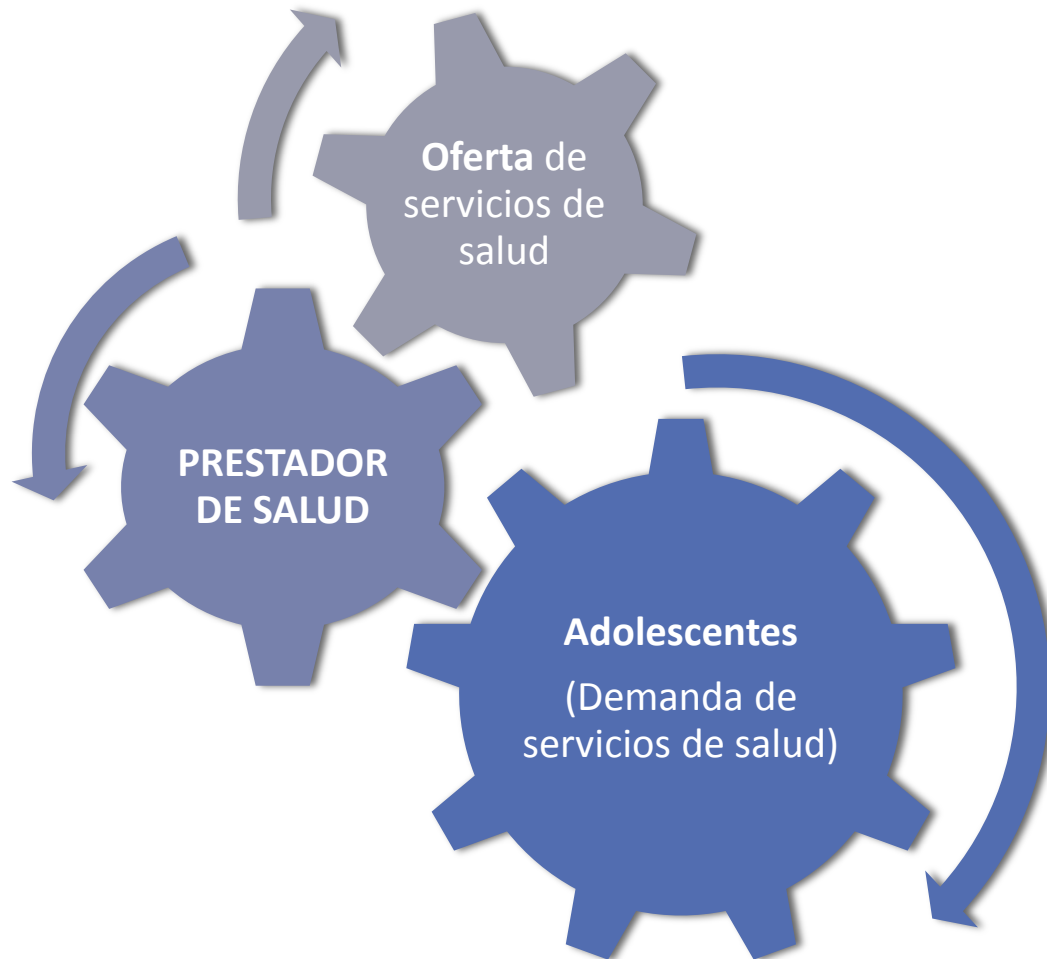 Oferta de
servicios de
salud
PRESTADOR
DE SALUD
Adolescentes
(Demanda de
servicios de salud)